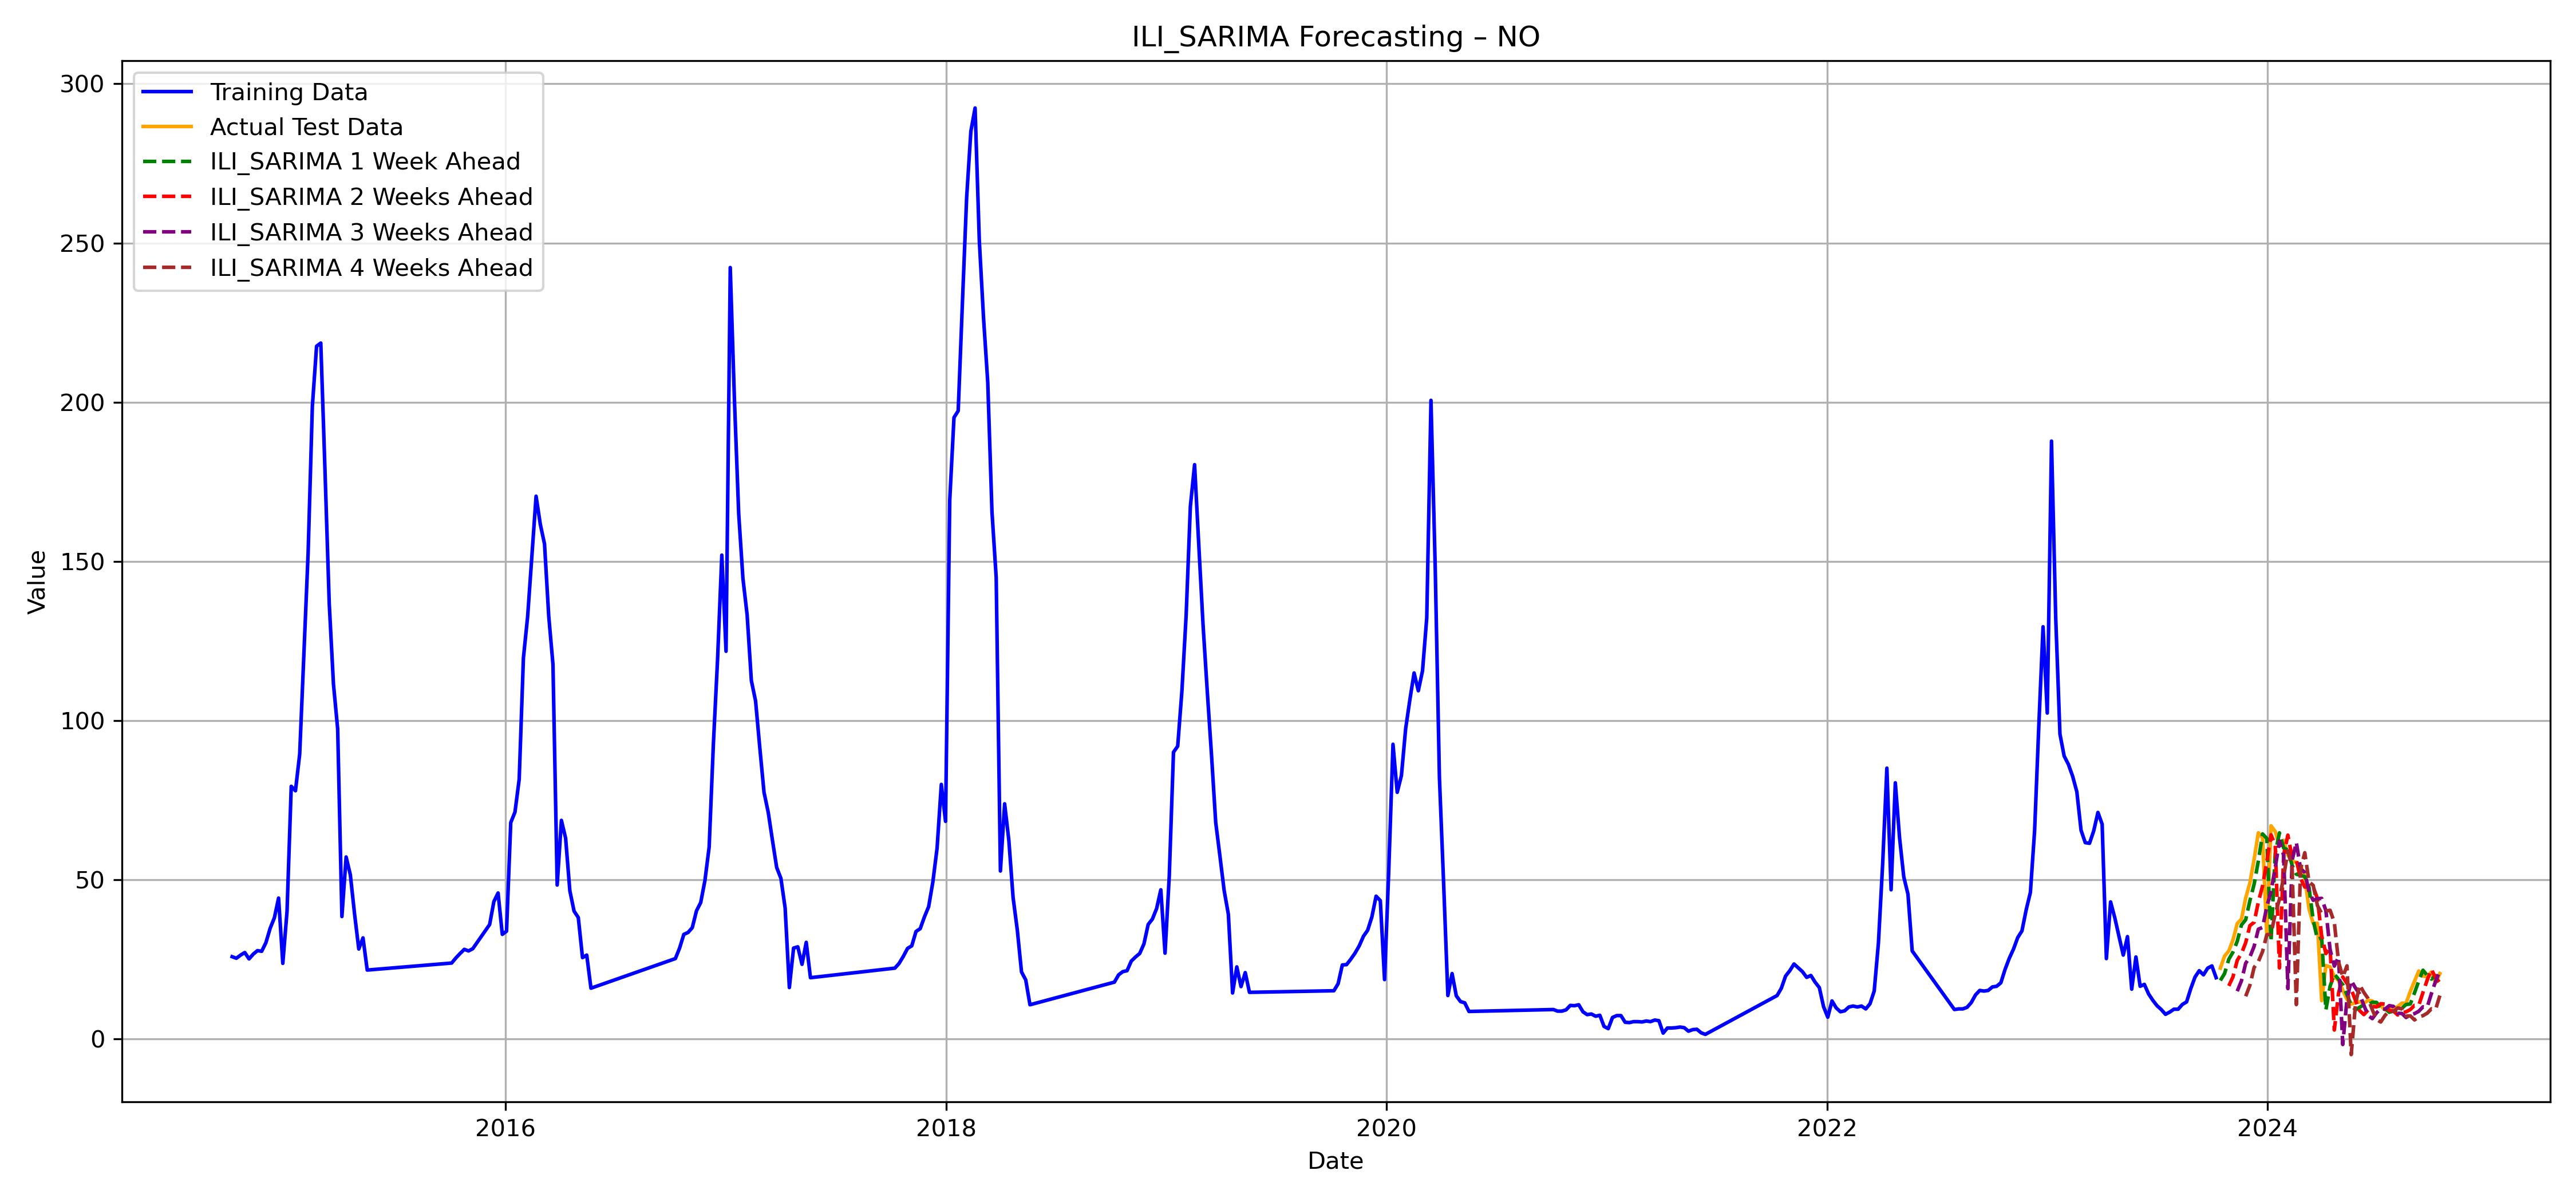 ILI_SARIMA Forecasting – NO
Training Data
Actual Test Data
ILI_SARIMA 1 Week Ahead
ILI_SARIMA 2 Weeks Ahead
ILI_SARIMA 3 Weeks Ahead
ILI_SARIMA 4 Weeks Ahead
300
250
200
150
100
50
0
Value
2016
2018
2020
2022
2024
Date